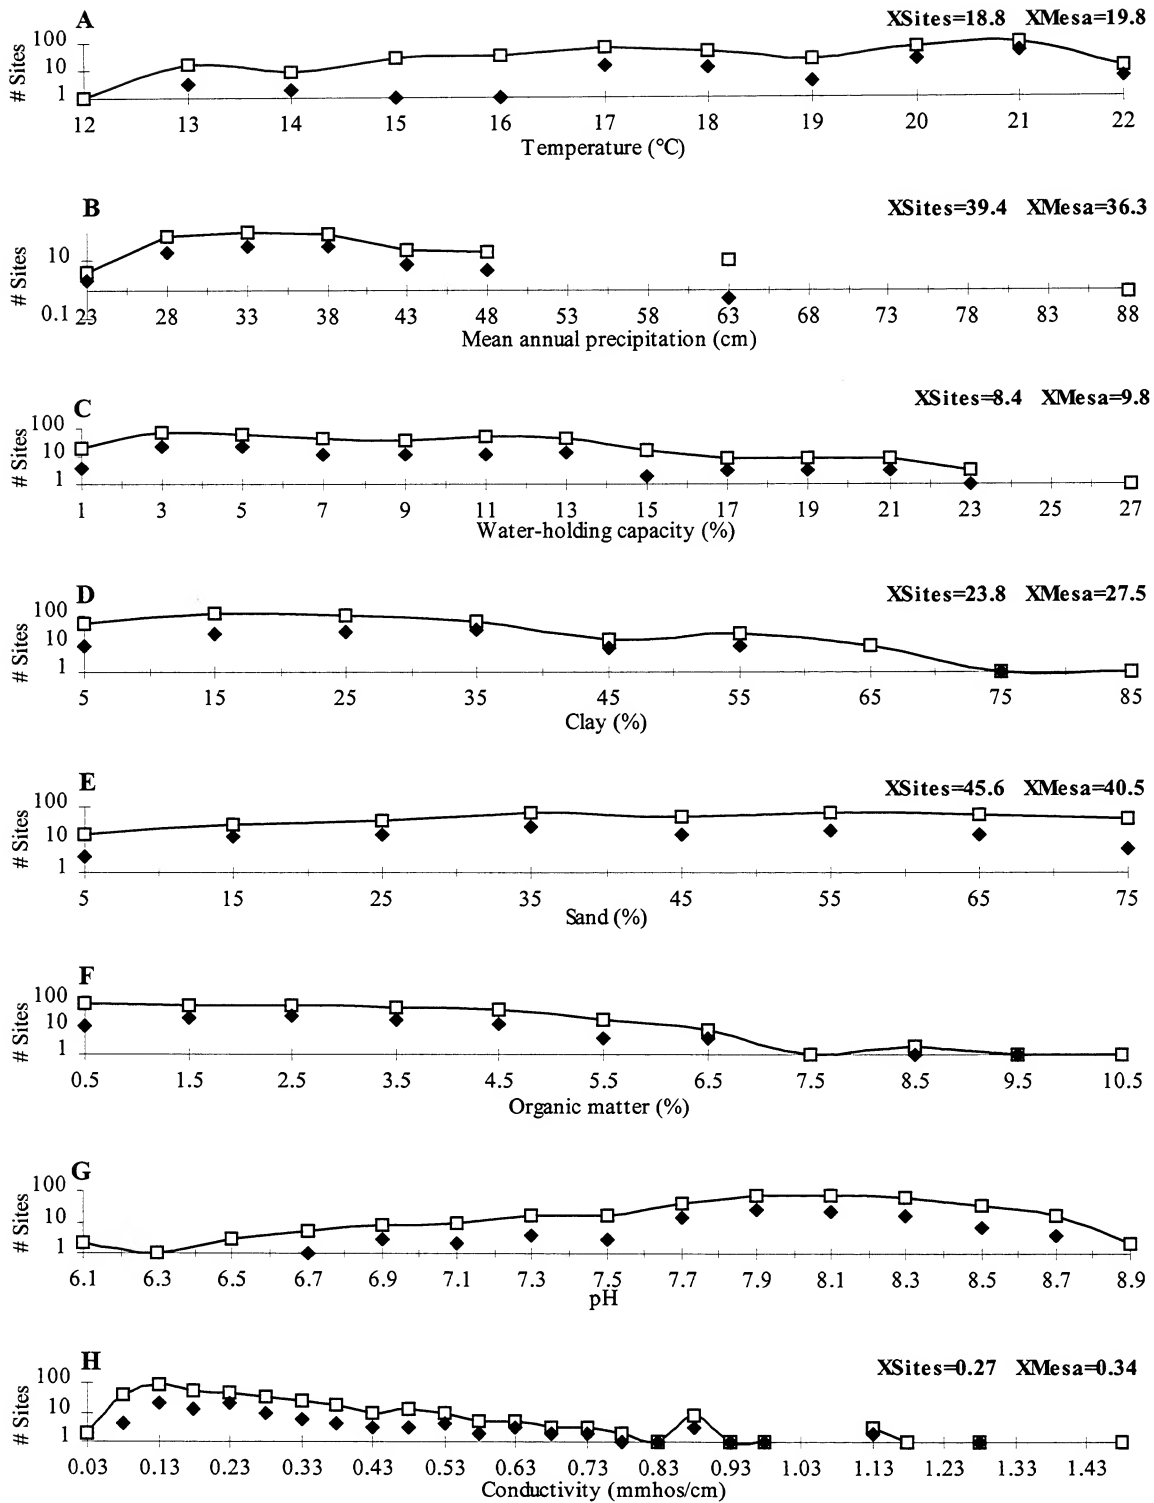 A
XSites=18.8 XMesa=19.8
# Sites
100
10
1
12 13 14 15 16 17 18 19 20 21 22
Temperature (°C)
B
XSites=39.4 XMesa=36.3
# Sites
10
0.1
23 28 33 38 43 48 53 58 63 68 73 78 83 88
Mean annual precipitation (cm)
C
XSites=8.4 XMesa=9.8
# Sites
100
10
1
1 3 5 7 9 11 13 15 17 19 21 23 25 27
Water-holding capacity (%)
D
XSites=23.8 XMesa=27.5
# Sites
100
10
1
5 15 25 35 45 55 65 75 85
Clay (%)
E
XSites=45.6 XMesa=40.5
# Sites
100
10
1
5 15 25 35 45 55 65 75
Sand (%)
F
# Sites
100
10
1
0.5 1.5 2.5 3.5 4.5 5.5 6.5 7.5 8.5 9.5 10.5
Organic matter (%)
G
# Sites
100
10
1
6.1 6.3 6.5 6.7 6.9 7.1 7.3 7.5 7.7 7.9 8.1 8.3 8.5 8.7 8.9
pH
H
XSites=0.27 XMesa=0.34
# Sites
100
10
1
0.03 0.13 0.23 0.33 0.43 0.53 0.63 0.73 0.83 0.93 1.03 1.13 1.23 1.33 1.43
Conductivity (mmhos/cm)